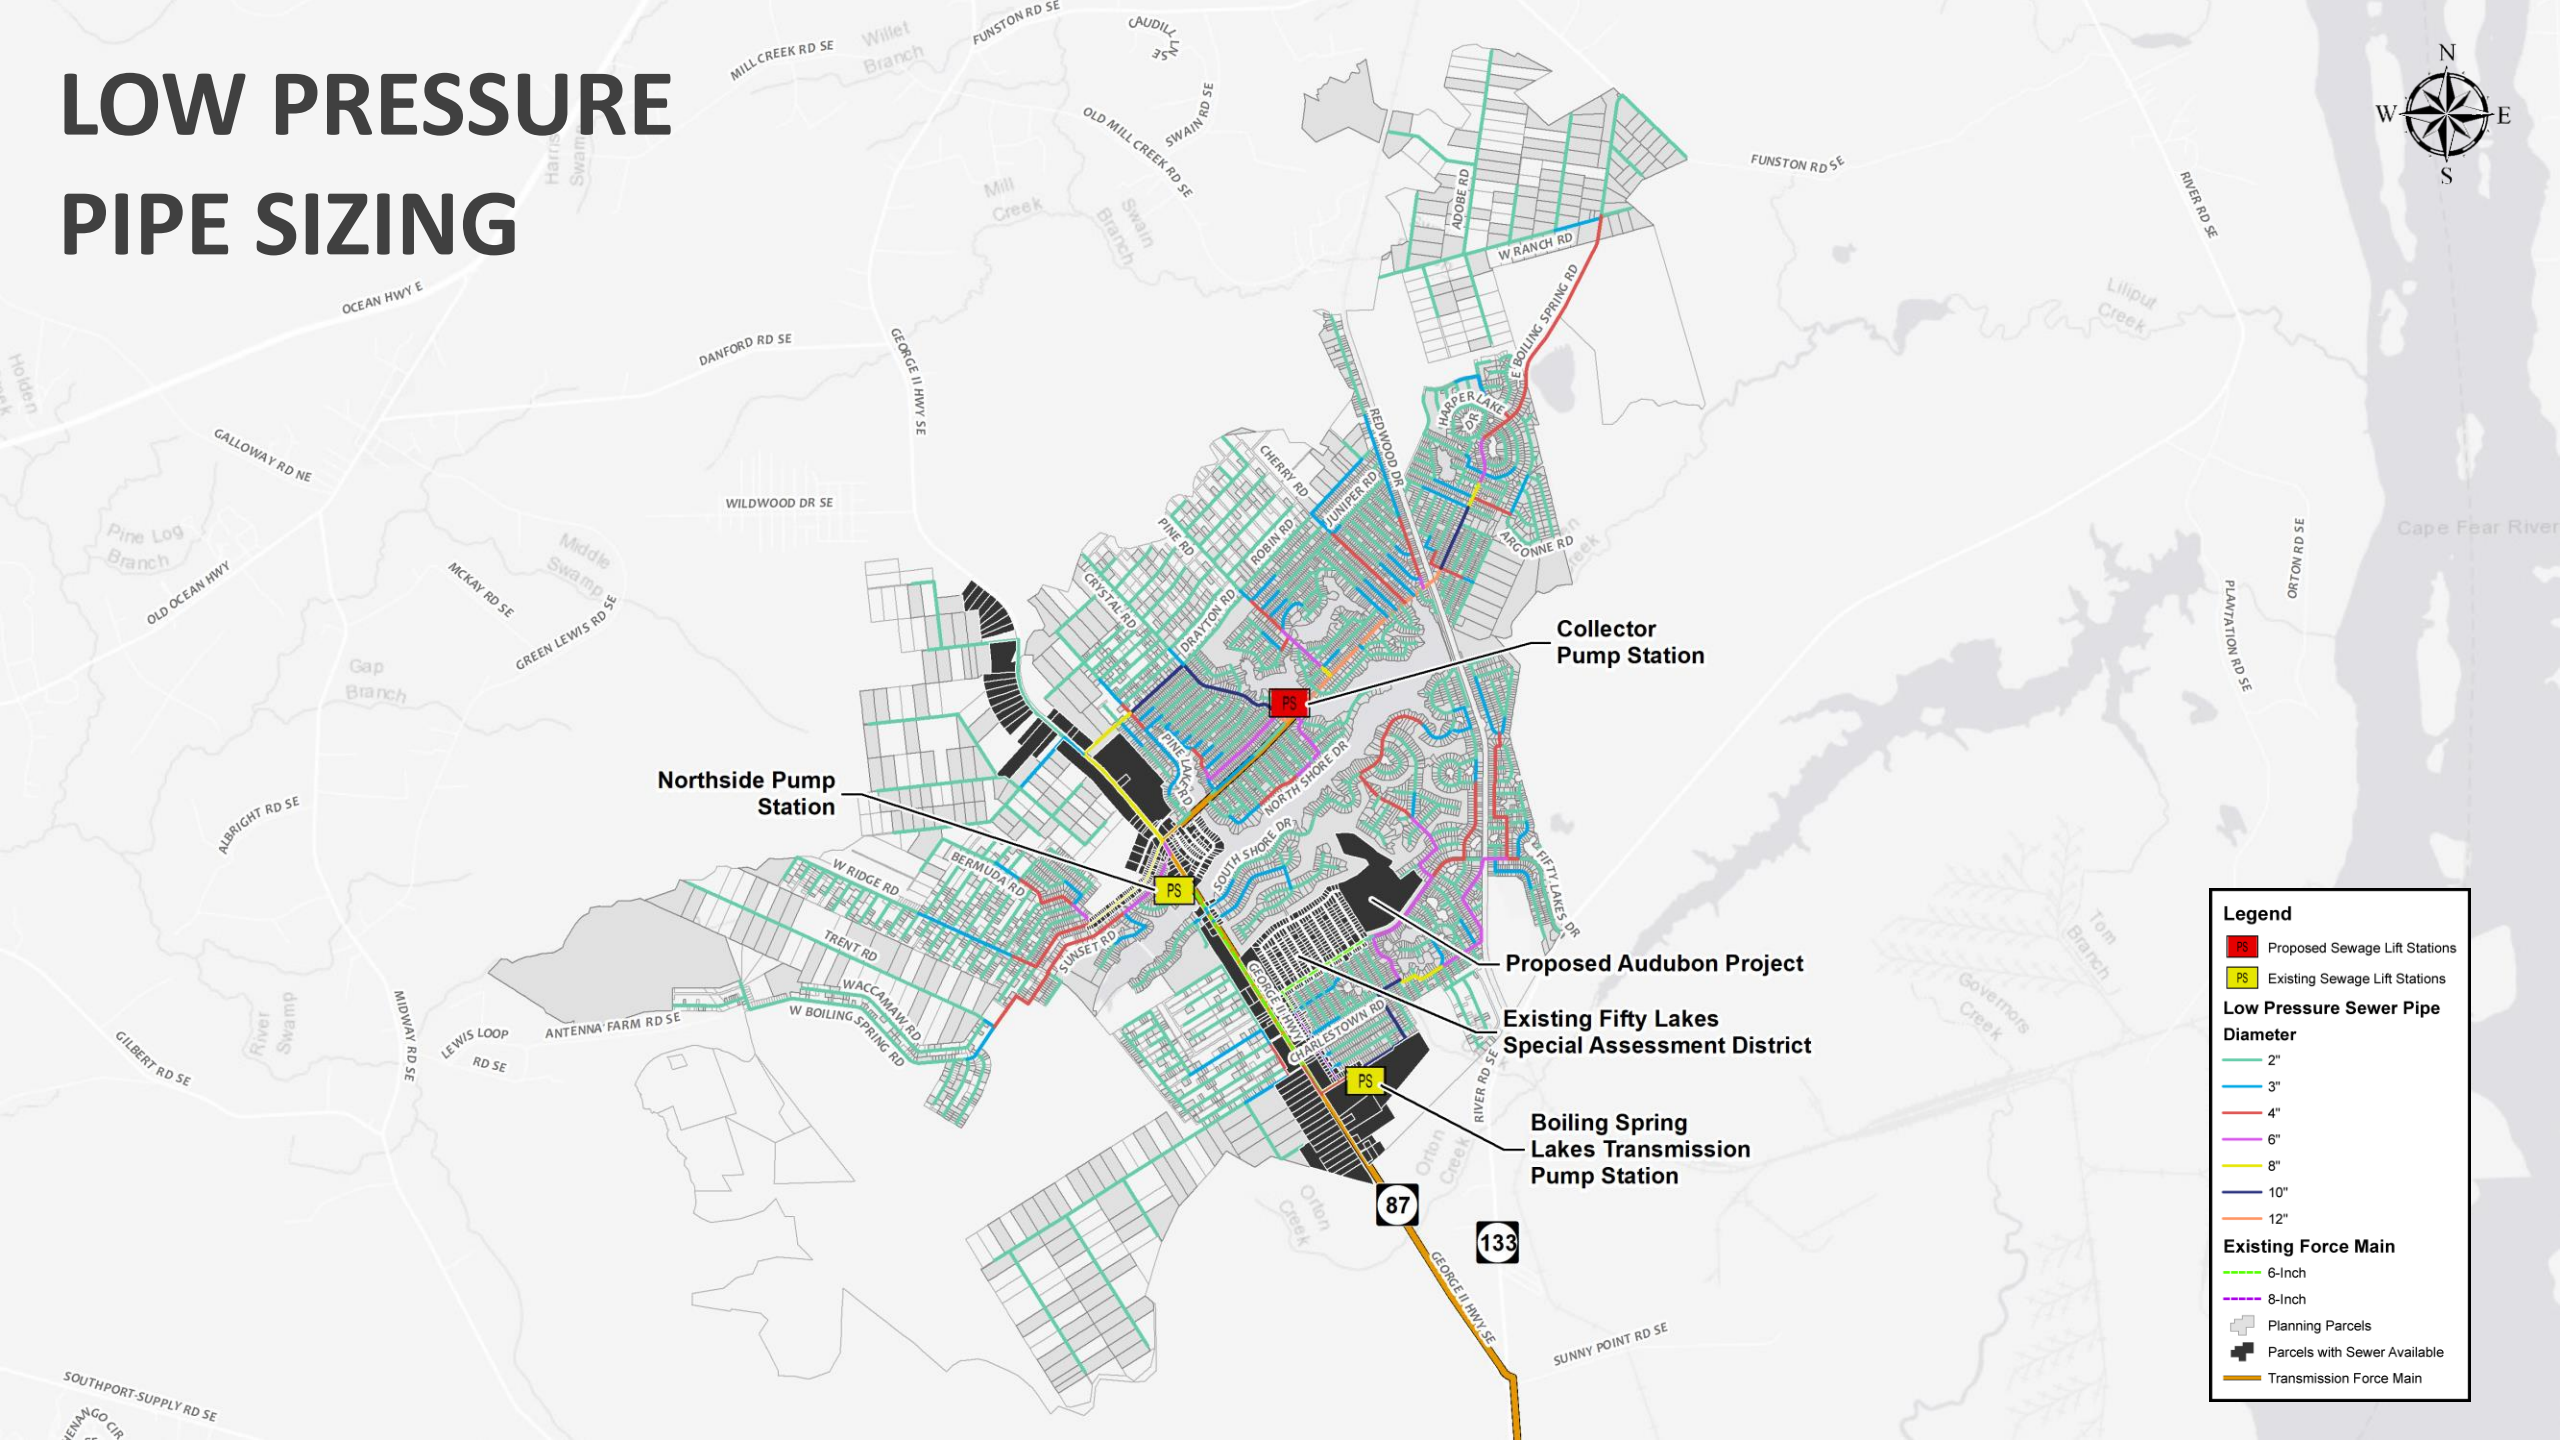 LOW PRESSURE
PIPE SIZING
MILL CREEK RD SE
Willet
Branch
FUNSTON RD SE
CAUDILL LN
SE
SWAIN RD SE
OLD MILL CREEK RD SE
Harris
Swamp
Mill
Creek
Swain
Branch
N
W
E
S
FUNSTON RD SE
RIVER RD SE
ADOBE RD
W RANCH RD
E BOILING SPRING RD
Liliput
Creek
OCEAN HWY E
DANFORD RD SE
GEORGE II HWY SE
Holden
GALLOWAY RD NE
WILDWOOD DR SE
HARPER LAKE
DR
REDWOOD DR
CHERRY RD
JUNIPER RD
PINE RD
ROBIN RD
ARGONNE RD
Cape Fear River
ORTON RD SE
PLANTATION RD SE
Pine Log
Branch
OLD OCEAN HWY
Middle
Swamp
MCKAY RD SE
GREEN LEWIS RD SE
CRYSTAL RD
DRAYTON RD
Gap
Branch
Collector
Pump Station
PS
PINE LAKE RD
NORTH SHORE DR
Northside Pump
Station
ALBRIGHT RD SE
SOUTH SHORE DR
W RIDGE RD
BERMUDA RD
PS
FIFTY LAKES DR
TRENT RD
SUNSET RD
Proposed Audubon Project
WACCAMAW RD
W BOILING SPRING RD
GEORGE II HWY
CHARLESTOWN RD
Existing Fifty Lakes
Special Assessment District
River
Swamp
MIDWAY RD SE
LEWIS LOOP
RD SE
ANTENNA FARM RD SE
GILBERT RD SE
PS
RIVER RD SE
Boiling Spring
Lakes Transmission
Pump Station
Orton
Creek
Orton
Creek
87
133
GEORGE II HWY SE
SUNNY POINT RD SE
Tom
Branch
Governors
Creek
SOUTHPORT-SUPPLY RD SE
Legend
PS Proposed Sewage Lift Stations
PS Existing Sewage Lift Stations
Low Pressure Sewer Pipe
Diameter
2"
3"
4"
6"
8"
10"
12"
Existing Force Main
6-Inch
8-Inch
Planning Parcels
Parcels with Sewer Available
Transmission Force Main